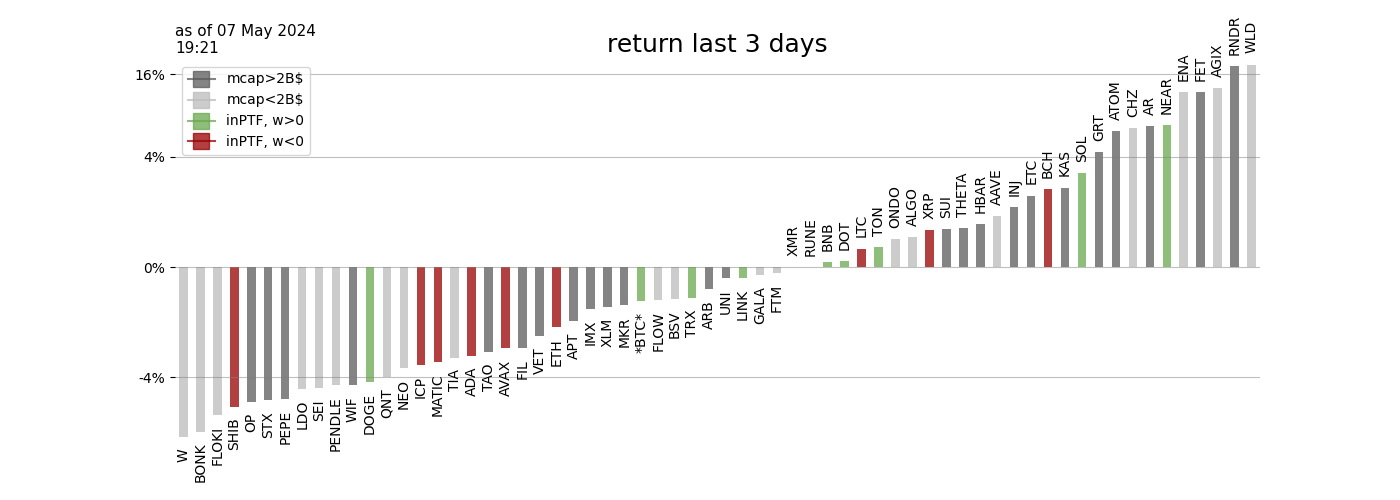 as of 07 May 2024
19:21
return last 3 days
mcap>2B$
mcap<2B$
inPTF, w>0
inPTF, w<0
16%
4%
0%
-4%
W
BONK
FLOKI
SHIB
OP
STX
PEPE
LDO
SEI
PENDLE
WIF
DOGE
QNT
NEO
ICP
MATIC
TIA
ADA
TAO
AVAX
FIL
VET
ETH
APT
IMX
XLM
MKR
*BTC*
FLOW
BSV
TRX
ARB
UNI
LINK
GALA
FTM
XMR
RUNE
BNB
DOT
LTC
TON
ONDO
ALGO
XRP
SUI
THETA
HBAR
AAVE
INJ
ETC
BCH
KAS
SOL
GRT
ATOM
CHZ
AR
NEAR
ENA
FET
AGIX
RNDR
WLD